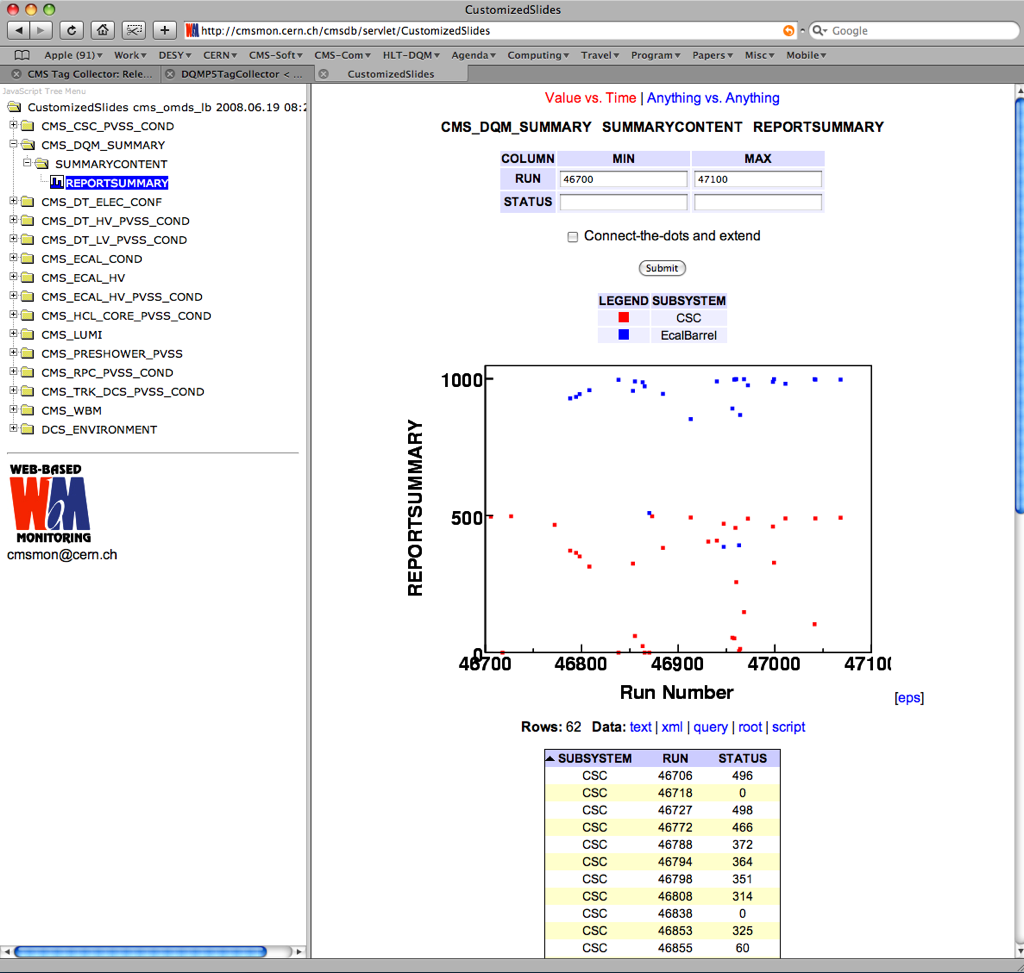 CustomizedSlides
http://cmsmon.cern.ch/cmsdb/servlet/CustomizedSlides
Google
Apple (91) Work DESY CERN CMS-Soft CMS-Com HLT-DQM Agenda Computing Travel Program Papers Misc Mobile
CMS Tag Collector: Rele... DQMP5TagCollector < ... CustomizedSlides
JavaScript Tree Menu
CustomizedSlides cms_omds_lb 2008.06.19 08:2
CMS_CSC_PVSS_COND
CMS_DQM_SUMMARY
SUMMARYCONTENT
REPORTSUMMARY
CMS_DT_ELEC_CONF
CMS_DT_HV_PVSS_COND
CMS_DT_LV_PVSS_COND
CMS_ECAL_COND
CMS_ECAL_HV
CMS_ECAL_HV_PVSS_COND
CMS_HCL_CORE_PVSS_COND
CMS_LUMI
CMS_PRESHOWER_PVSS
CMS_RPC_PVSS_COND
CMS_TRK_DCS_PVSS_COND
CMS_WBM
DCS_ENVIRONMENT
WEB-BASED
WbM
MONITORING
cmsmon@cern.ch
Value vs. Time | Anything vs. Anything
CMS_DQM_SUMMARY SUMMARYCONTENT REPORTSUMMARY
COLUMN MIN MAX
RUN 46700 47100
STATUS
Connect-the-dots and extend
Submit
LEGEND SUBSYSTEM
CSC
EcalBarrel
1000
500
0
REPORTSUMMARY
46700 46800 46900 47000 4710(
Run Number
[eps]
Rows: 62 Data: text | xml | query | root | script
SUBSYSTEM RUN STATUS
CSC 46706 496
CSC 46718 0
CSC 46727 498
CSC 46772 466
CSC 46788 372
CSC 46794 364
CSC 46798 351
CSC 46808 314
CSC 46838 0
CSC 46853 325
CSC 46855 60